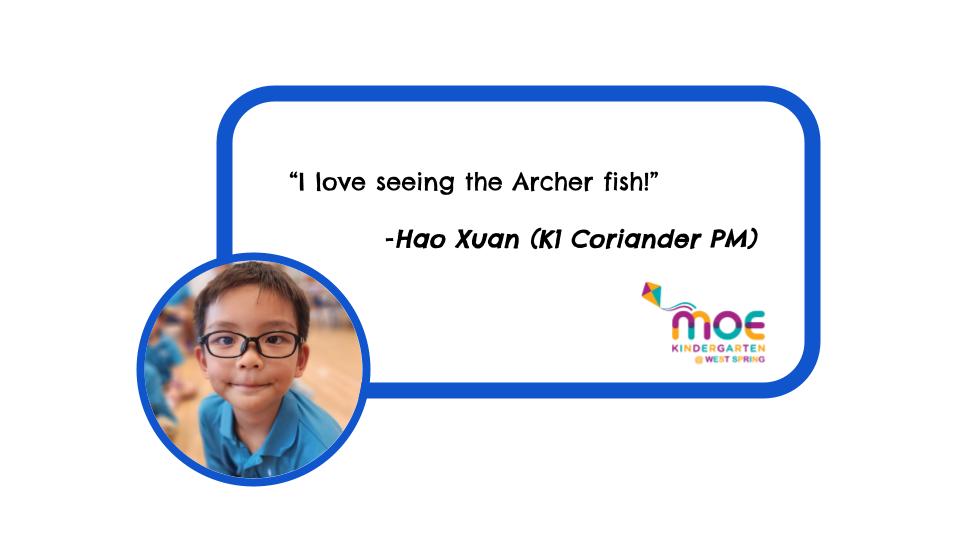 “I love seeing the Archer fish!”
-Hao Xuan (K1 Coriander PM)
moe
KINDERGARTEN
@ WEST SPRING